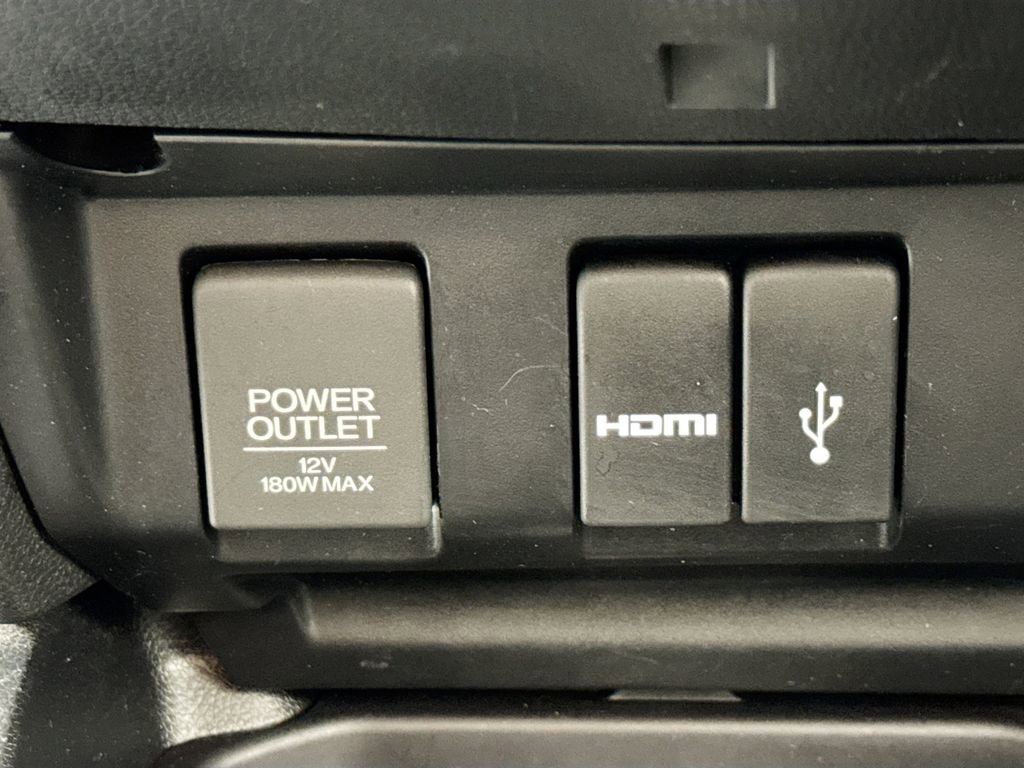 POWER
OUTLET
12V
180W MAX
HDMI